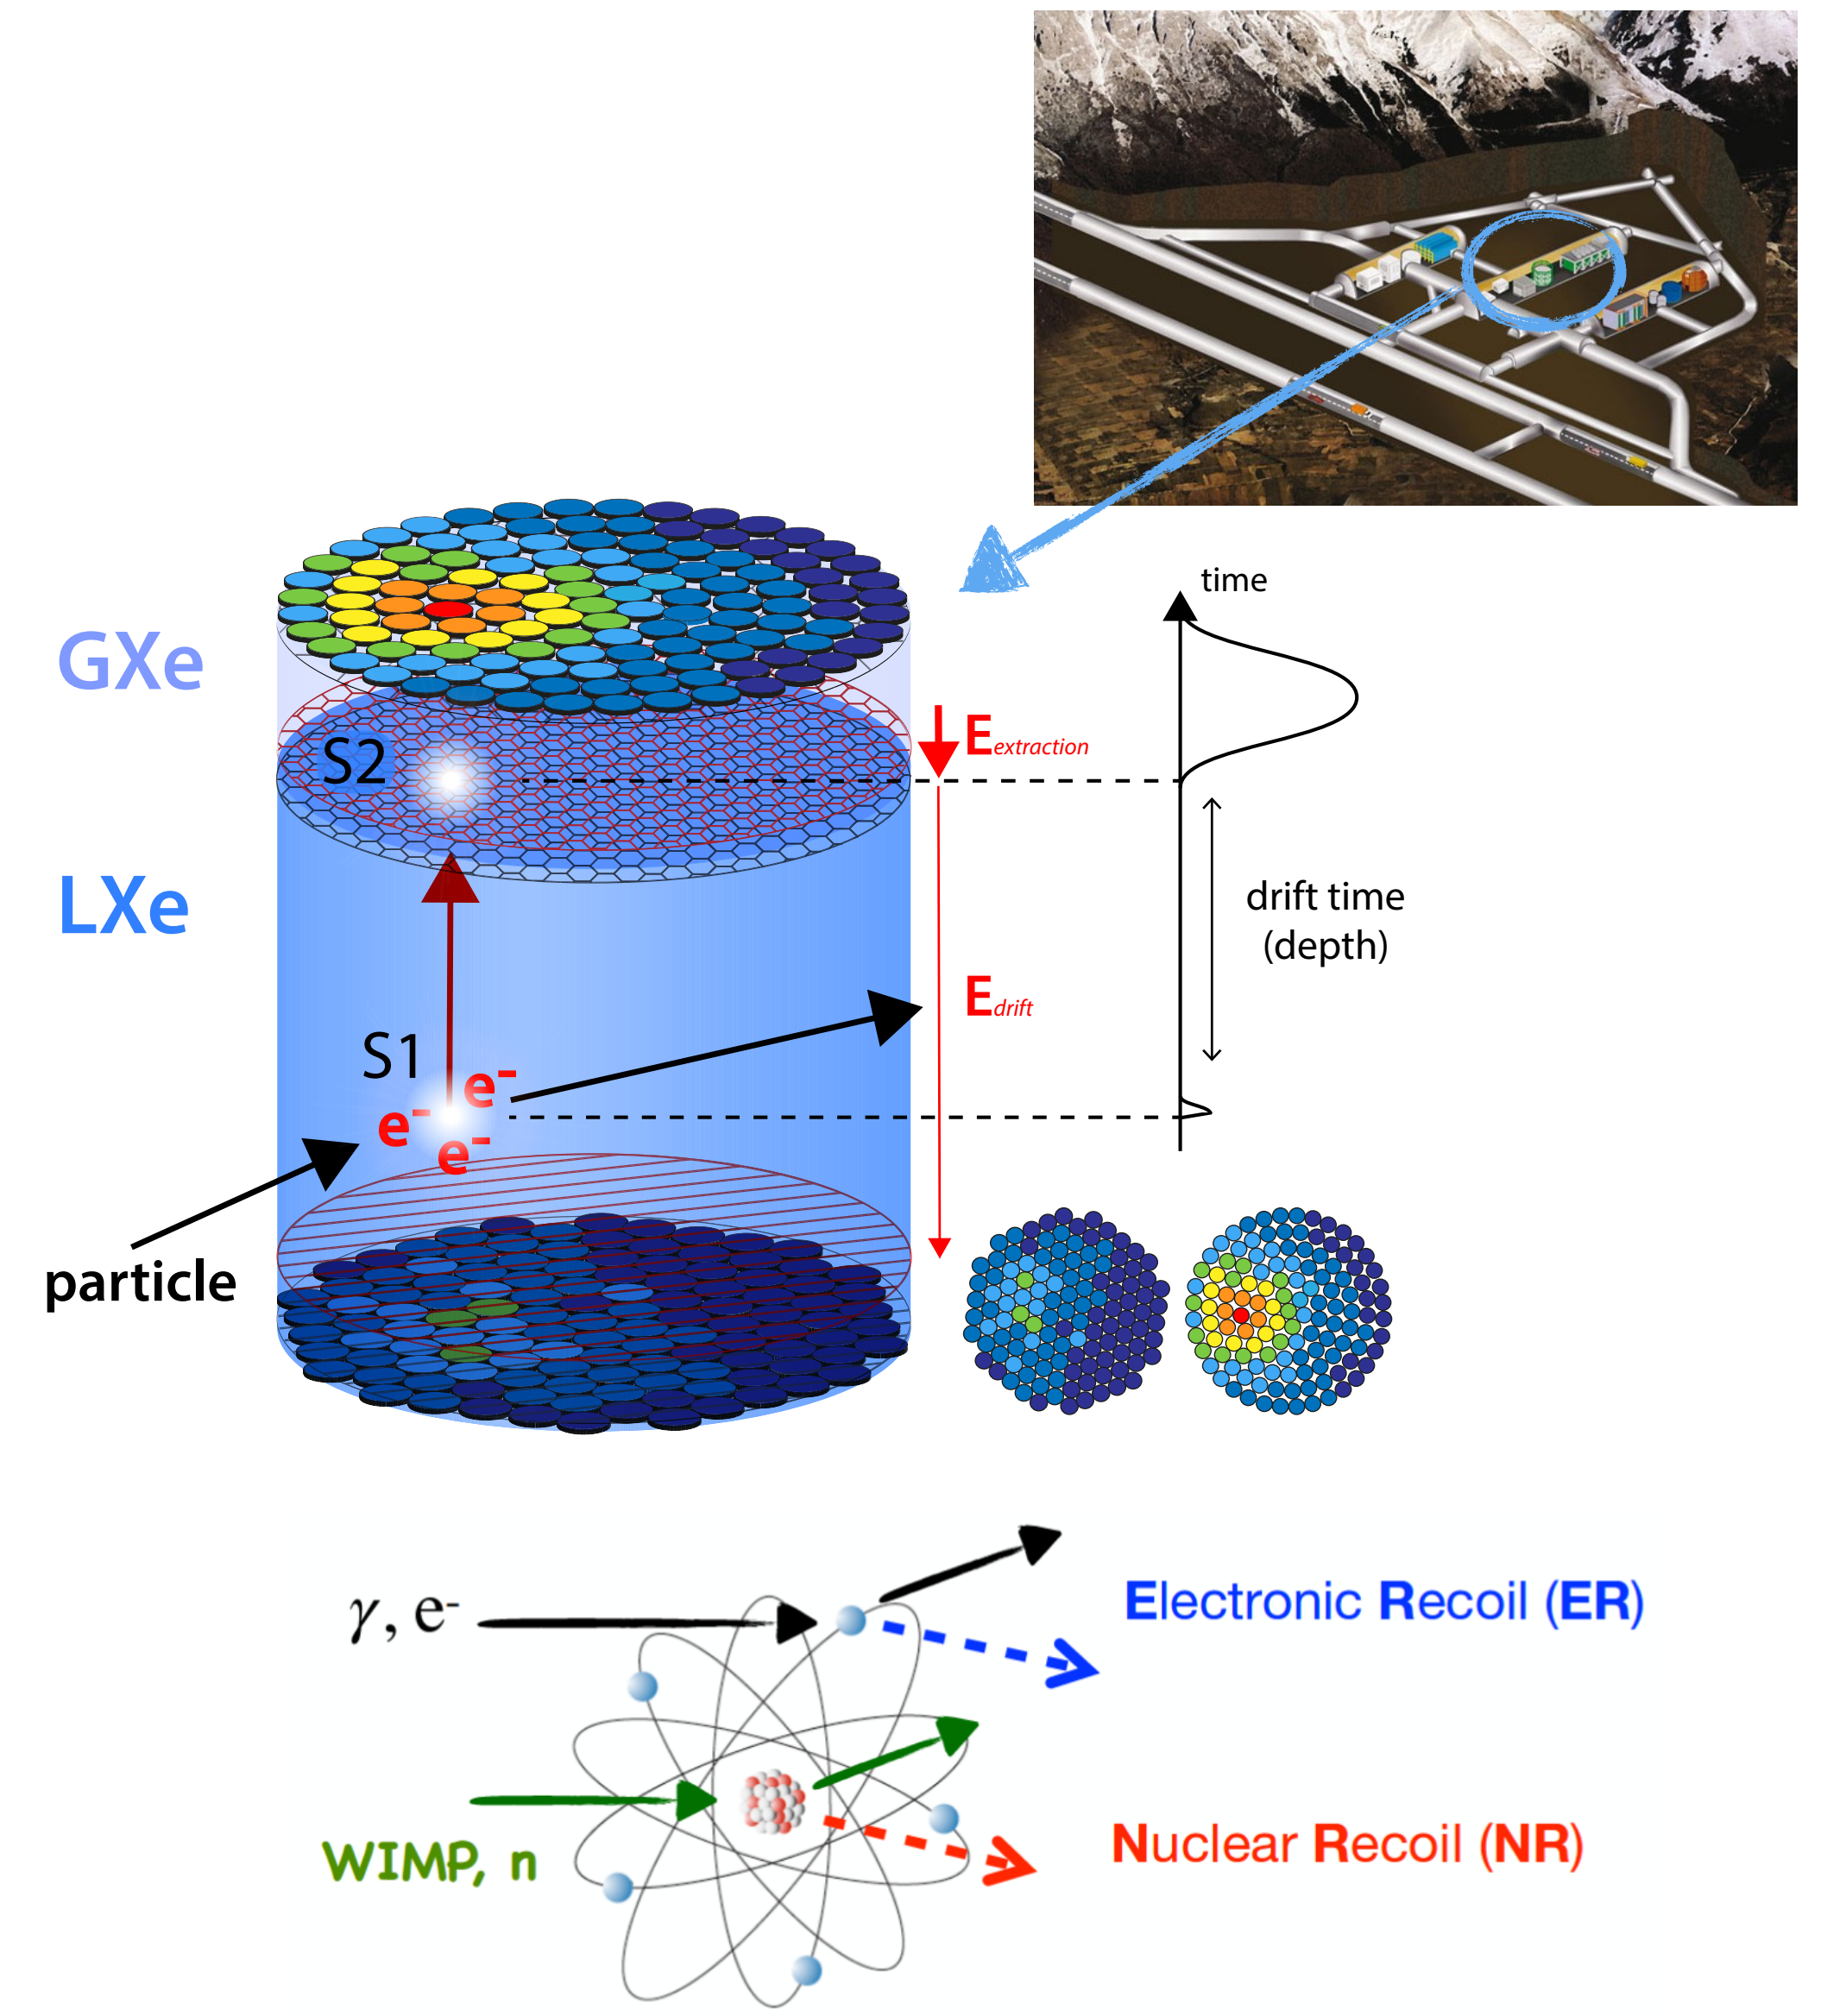 time
GXe
E extraction
S2
LXe
drift time
(depth)
E drift
S1
e-
e-
e-
particle
γ, e-
Electronic Recoil (ER)
WIMP, n
Nuclear Recoil (NR)